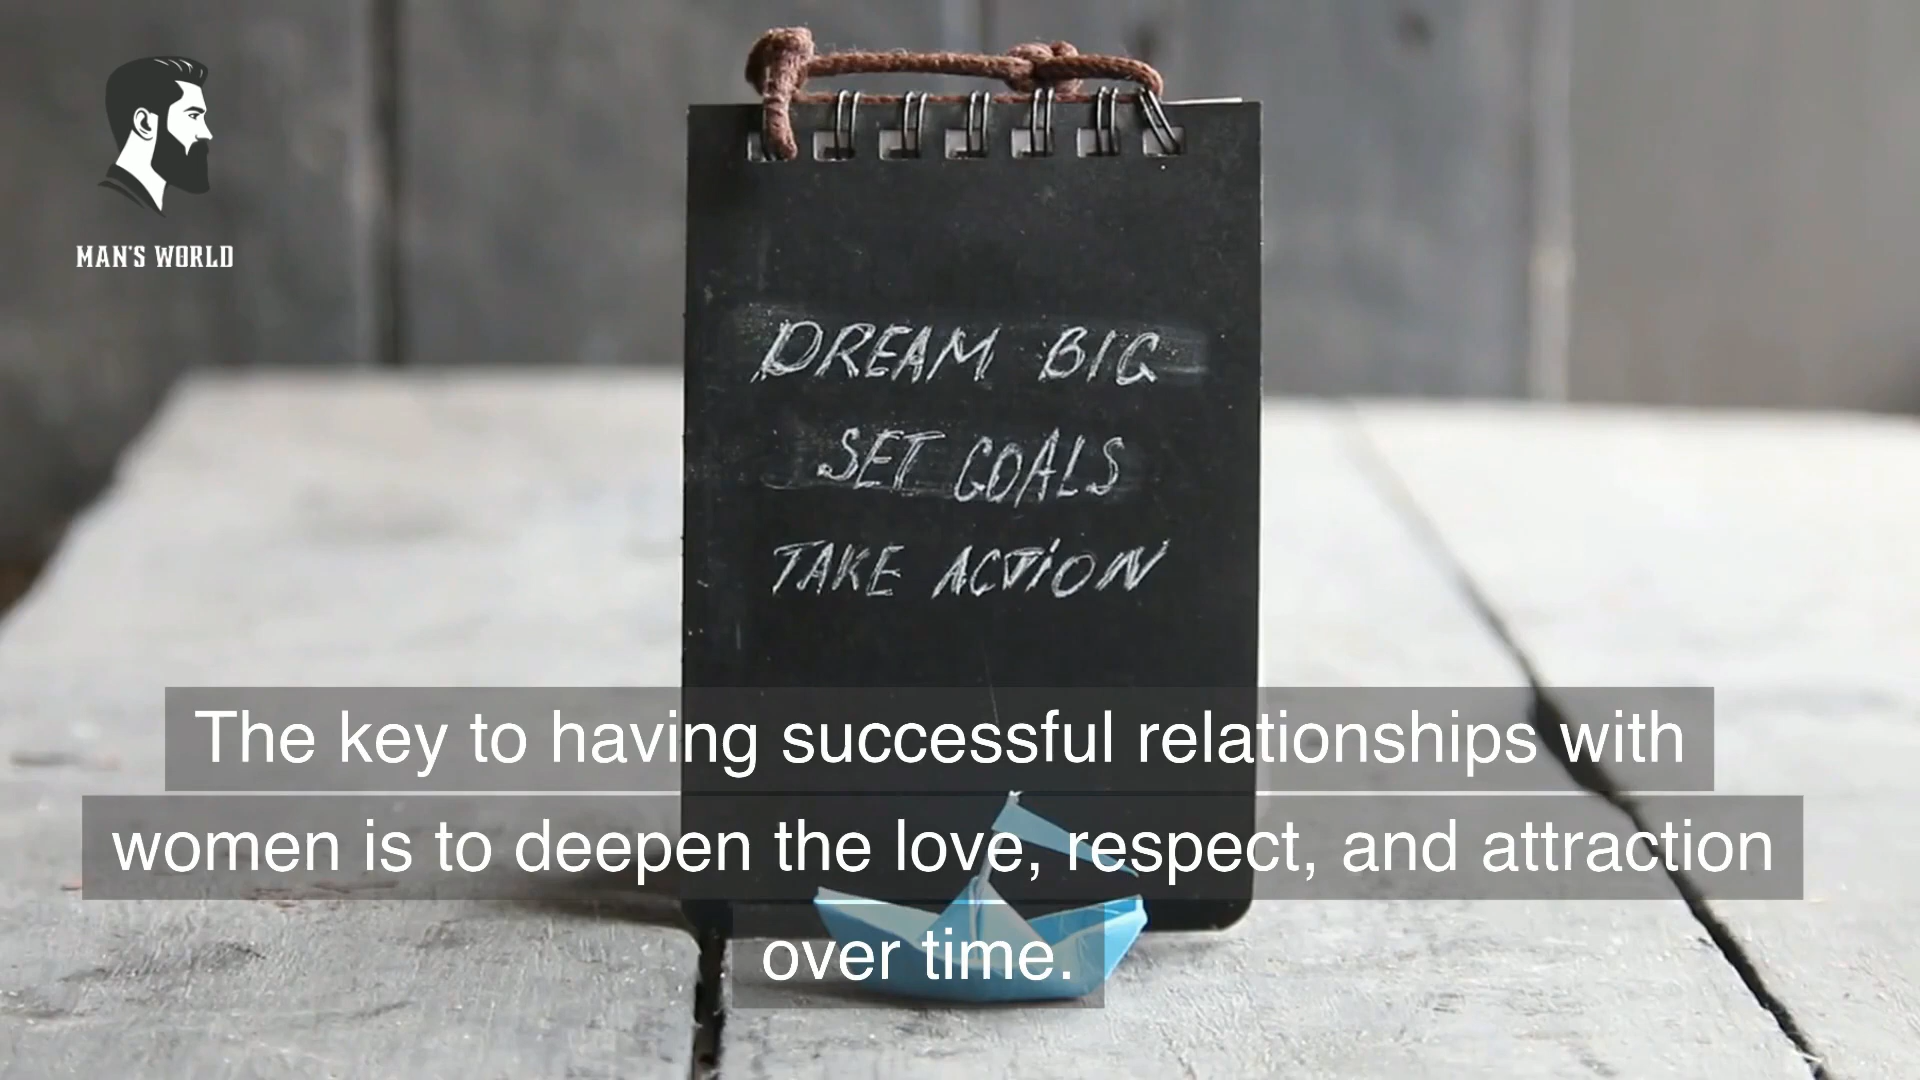 MAN'S WORLD
DREAM BIG
SET GOALS
TAKE ACTION
The key to having successful relationships with
women is to deepen the love, respect, and attraction
over time.